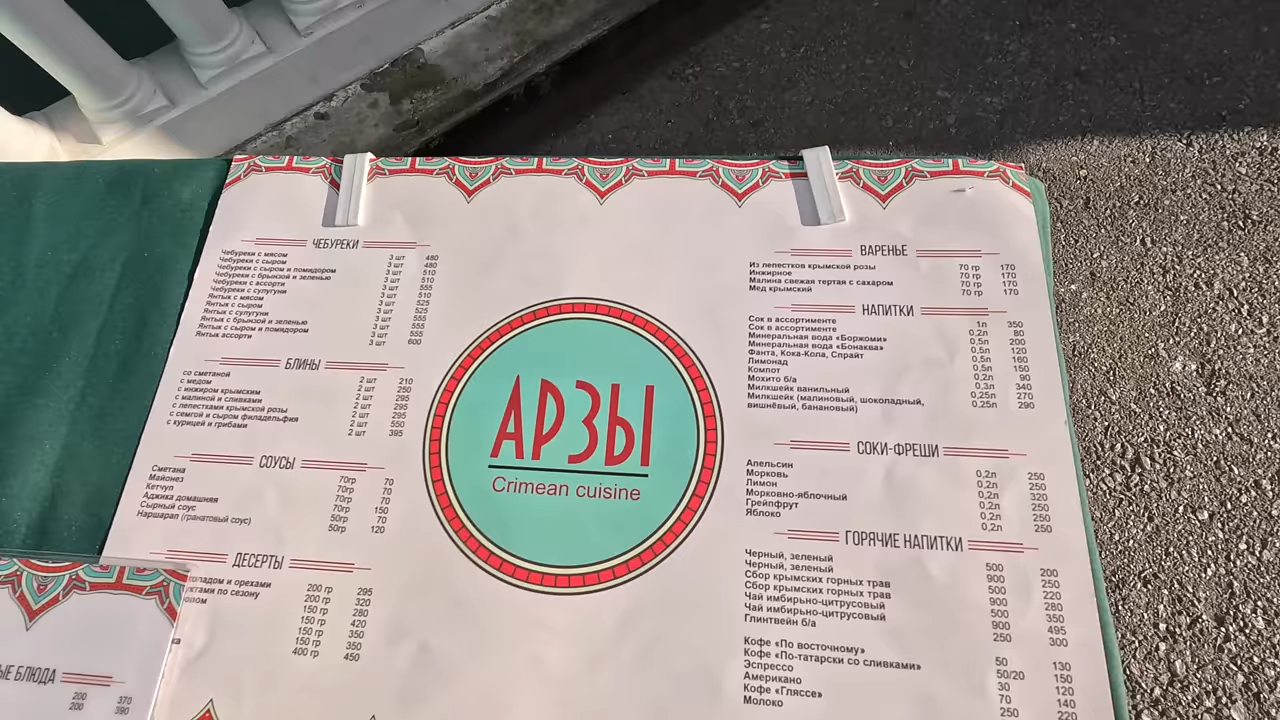 ЧЕБУРЕКИ
Чебуреки с мясом 3 шт 480
Чебуреки с сыром 3 шт 480
Чебуреки с сыром и помидором 3 шт 510
Чебуреки с брынзой и зеленью 3 шт 510
Чебуреки с ассорти 3 шт 555
Чебуреки с сулугуни 3 шт 510
Янтык с мясом 3 шт 525
Янтык с сыром 3 шт 525
Янтык с сулугуни 3 шт 555
Янтык с брынзой и зеленью 3 шт 555
Янтык с сыром и помидором 3 шт 555
Янтык ассорти 3 шт 600
БЛИНЫ
со сметаной 2 шт 210
с медом 2 шт 250
с инжиром крымским 2 шт 295
с малиной и сливками 2 шт 295
с лепестками крымской розы 2 шт 295
с семгой и сыром филадельфия 2 шт 550
с курицей и грибами 2 шт 395
СОУСЫ
Сметана 70гр 70
Майонез 70гр 70
Кетчуп 70гр 70
Аджика домашняя 70гр 150
Сырный соус 50гр 70
Наршарап (гранатовый соус) 50гр 120
ДЕСЕРТЫ
оладом и орехами 200 гр 295
уктами по сезону 200 гр 320
150 гр 280
150 гр 420
150 гр 350
150 гр 350
400 гр 450
ЫЕ БЛЮДА
200 370
200 390
АРЗЫ
Crimean cuisine
ВАРЕНЬЕ
Из лепестков крымской розы 70 гр 170
Инжирное 70 гр 170
Малина свежая тертая с сахаром 70 гр 170
Мед крымский 70 гр 170
НАПИТКИ
Сок в ассортименте 1л 350
Сок в ассортименте 0,2л 80
Минеральная вода «Боржоми» 0,5л 200
Минеральная вода «Бонаква» 0,5л 120
Фанта, Кока-Кола, Спрайт 0,5л 160
Лимонад 0,5л 150
Компот 0,2л 90
Мохито б/а 0,3л 340
Милкшейк ванильный 0,25л 270
Милкшейк (малиновый, шоколадный, 0,25л 290
вишнёвый, банановый)
СОКИ-ФРЕШИ
Апельсин 0,2л 250
Морковь 0,2л 250
Лимон 0,2л 320
Морковно-яблочный 0,2л 250
Грейпфрут 0,2л 250
Яблоко 0,2л 250
ГОРЯЧИЕ НАПИТКИ
Черный, зеленый 500 200
Черный, зеленый 900 250
Сбор крымских горных трав 500 220
Сбор крымских горных трав 900 280
Чай имбирьно-цитрусовый 500 350
Чай имбирьно-цитрусовый 900 495
Глинтвейн б/а 250 300
Кофе «По восточному» 50 130
Кофе «По-татарски со сливками» 50/20 150
Эспрессо 30 120
Американо 70 140
Кофе «Гляссе» 250 220
Молоко